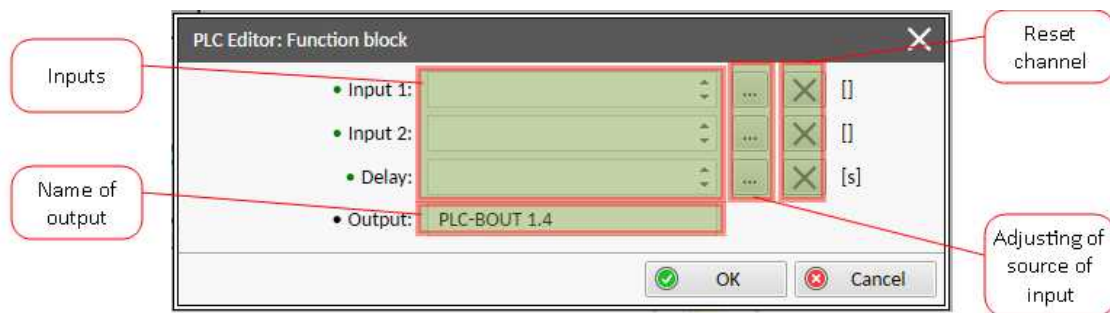 PLC Editor: Function block
Inputs
Reset
channel
• Input 1:
...
[]
• Input 2:
...
[]
• Delay:
...
[s]
Name of
output
• Output:
PLC-BOUT 1.4
Adjusting of
source of
input
OK
Cancel